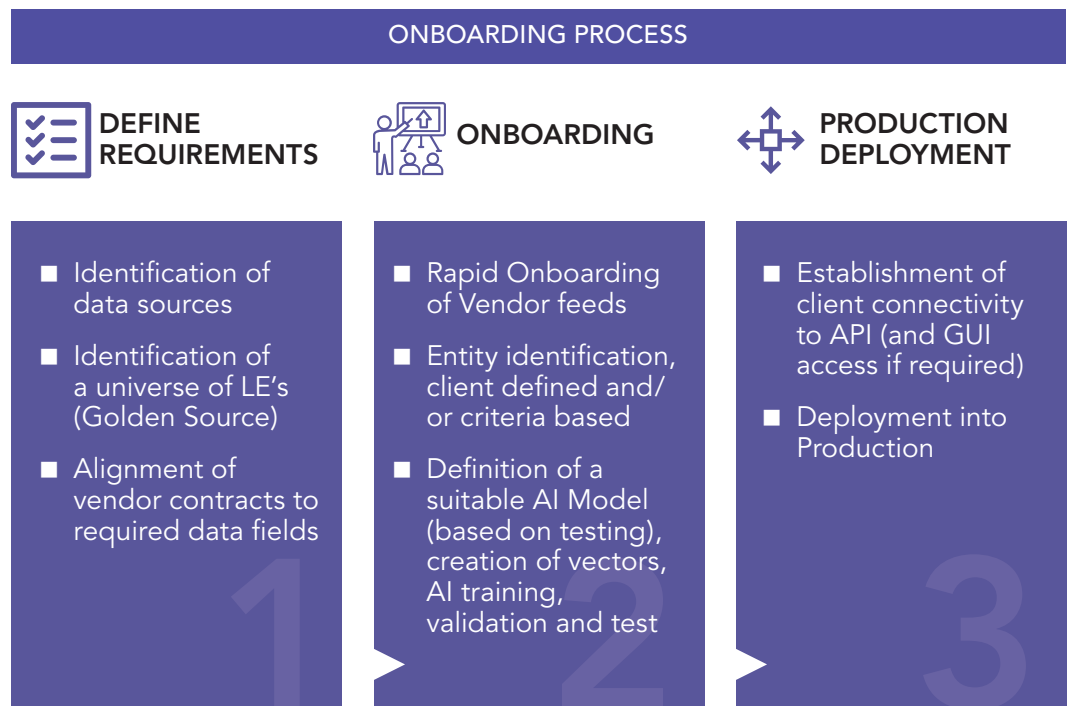 ONBOARDING PROCESS
DEFINE
REQUIREMENTS
Identification of
data sources
Identification of
a universe of LE's
(Golden Source)
Alignment of
vendor contracts to
required data fields
1
ONBOARDING
Rapid Onboarding
of Vendor feeds
Entity identification,
client defined and/
or criteria based
Definition of a
suitable AI Model
(based on testing),
creation of vectors,
AI training,
validation and test
2
PRODUCTION
DEPLOYMENT
Establishment of
client connectivity
to API (and GUI
access if required)
Deployment into
Production
3